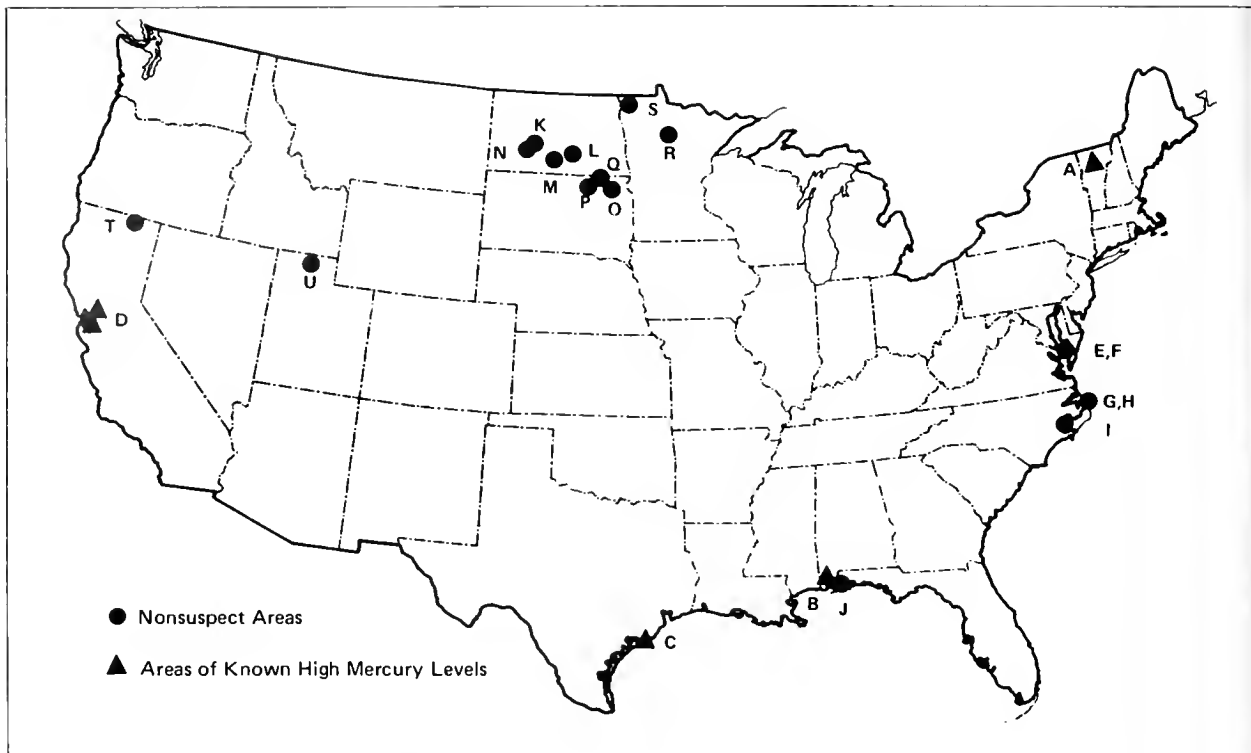 S
K
R
N
L
Q
A
M
P
O
T
U
D
E,F
G,H
I
B
J
C
Nonsuspect Areas
Areas of Known High Mercury Levels